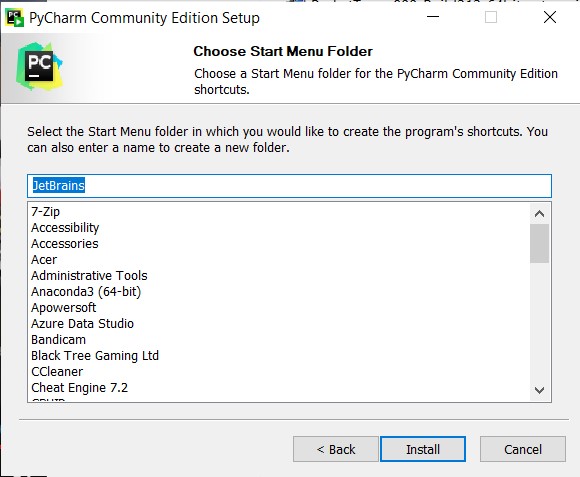 PyCharm Community Edition Setup
PC
Choose Start Menu Folder
Choose a Start Menu folder for the PyCharm Community Edition
shortcuts.
Select the Start Menu folder in which you would like to create the program's shortcuts. You
can also enter a name to create a new folder.
JetBrains
7-Zip
Accessibility
Accessories
Acer
Administrative Tools
Anaconda3 (64-bit)
Apowersoft
Azure Data Studio
Bandicam
Black Tree Gaming Ltd
CCleaner
Cheat Engine 7.2
< Back
Install
Cancel